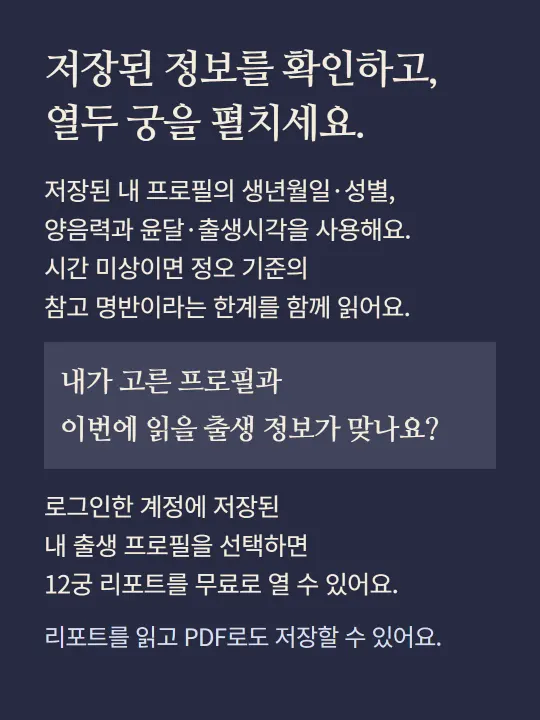 저장된 정보를 확인하고,
열두 궁을 펼치세요.
저장된 내 프로필의 생년월일·성별,
양음력과 윤달·출생시각을 사용해요.
시간 미상이면 정오 기준의
참고 명반이라는 한계를 함께 읽어요.
내가 고른 프로필과
이번에 읽을 출생 정보가 맞나요?
로그인한 계정에 저장된
내 출생 프로필을 선택하면
12궁 리포트를 무료로 열 수 있어요.
리포트를 읽고 PDF로도 저장할 수 있어요.